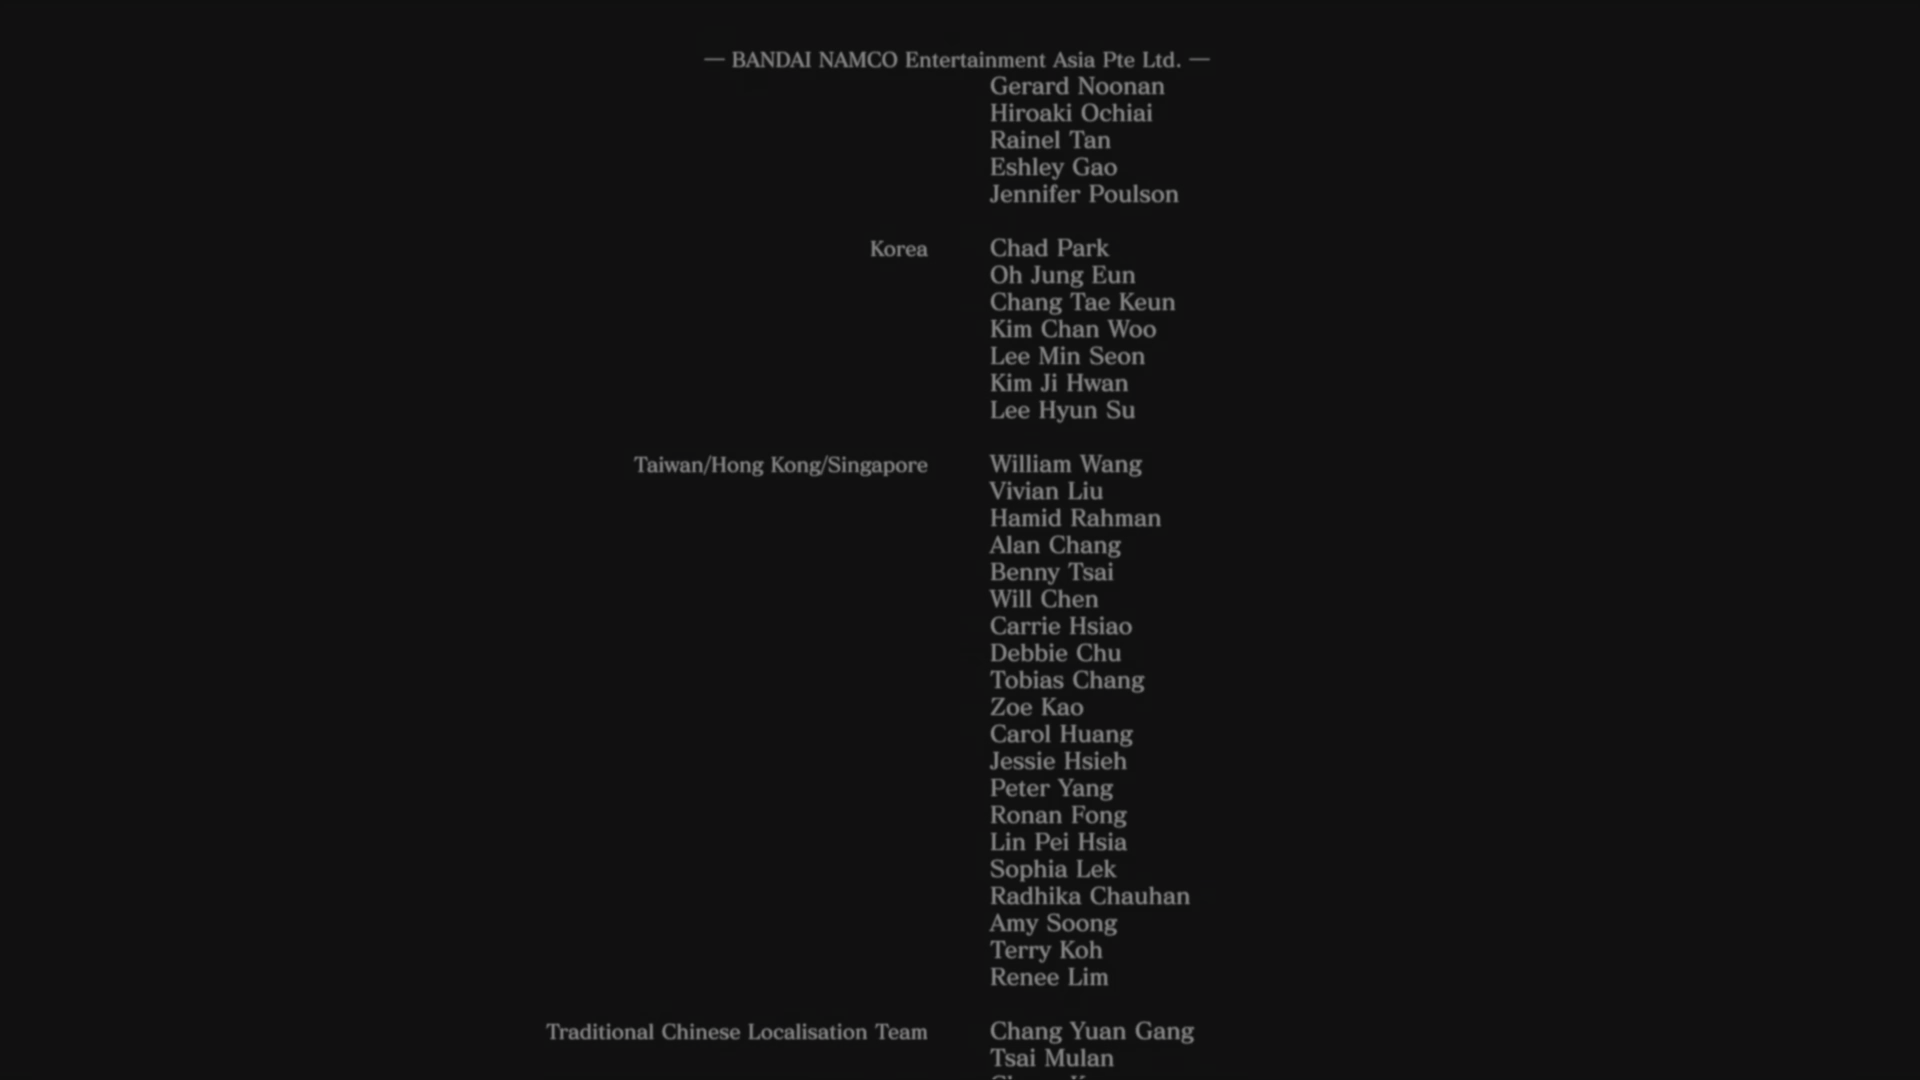 — BANDAI NAMCO Entertainment Asia Pte Ltd. —
Gerard Noonan
Hiroaki Ochiai
Rainel Tan
Eshley Gao
Jennifer Poulson
Korea Chad Park
Oh Jung Eun
Chang Tae Keun
Kim Chan Woo
Lee Min Seon
Kim Ji Hwan
Lee Hyun Su
Taiwan/Hong Kong/Singapore William Wang
Vivian Liu
Hamid Rahman
Alan Chang
Benny Tsai
Will Chen
Carrie Hsiao
Debbie Chu
Tobias Chang
Zoe Kao
Carol Huang
Jessie Hsieh
Peter Yang
Ronan Fong
Lin Pei Hsia
Sophia Lek
Radhika Chauhan
Amy Soong
Terry Koh
Renee Lim
Traditional Chinese Localisation Team Chang Yuan Gang
Tsai Mulan